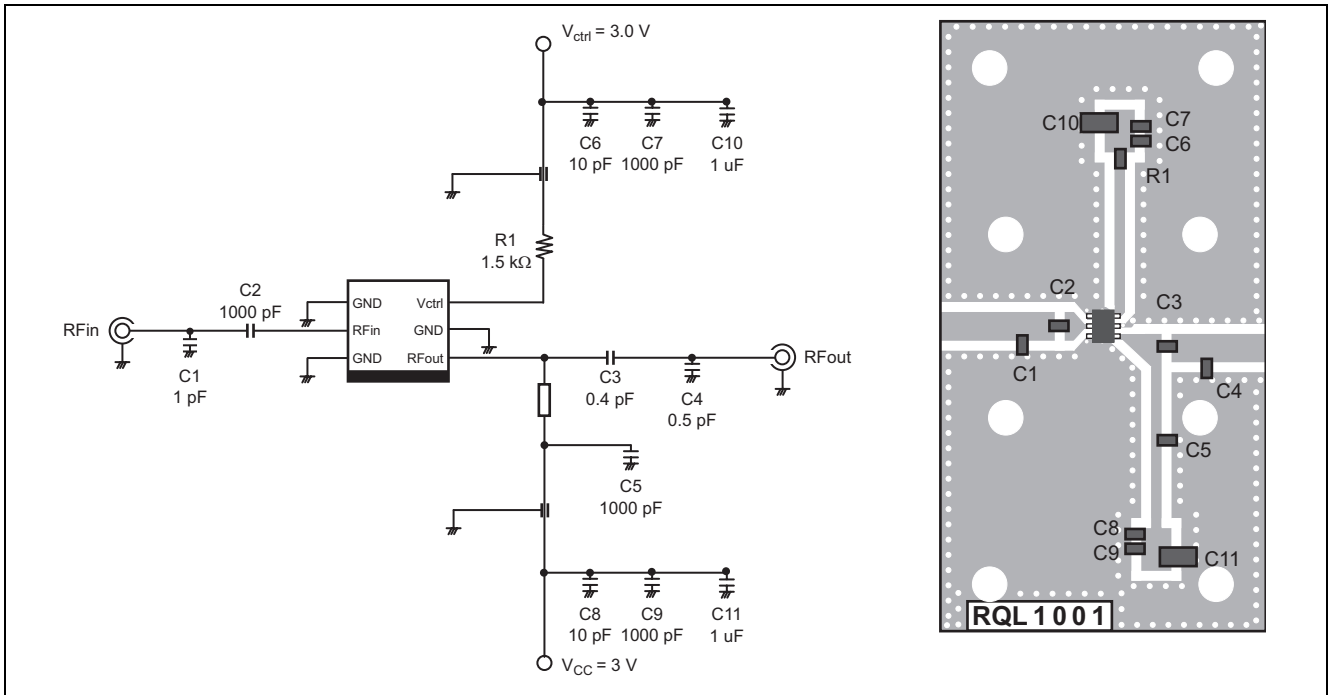 V_ctrl = 3.0 V
C6
10 pF
C7
1000 pF
C10
1 uF
R1
1.5 kΩ
C2
1000 pF
RFin
C1
1 pF
GND
RFin
GND
Vctrl
GND
RFout
C3
0.4 pF
C4
0.5 pF
RFout
C5
1000 pF
C8
10 pF
C9
1000 pF
C11
1 uF
V_CC = 3 V
C10
C7
C6
R1
C2
C3
C1
C4
C5
C8
C9
C11
RQL1001